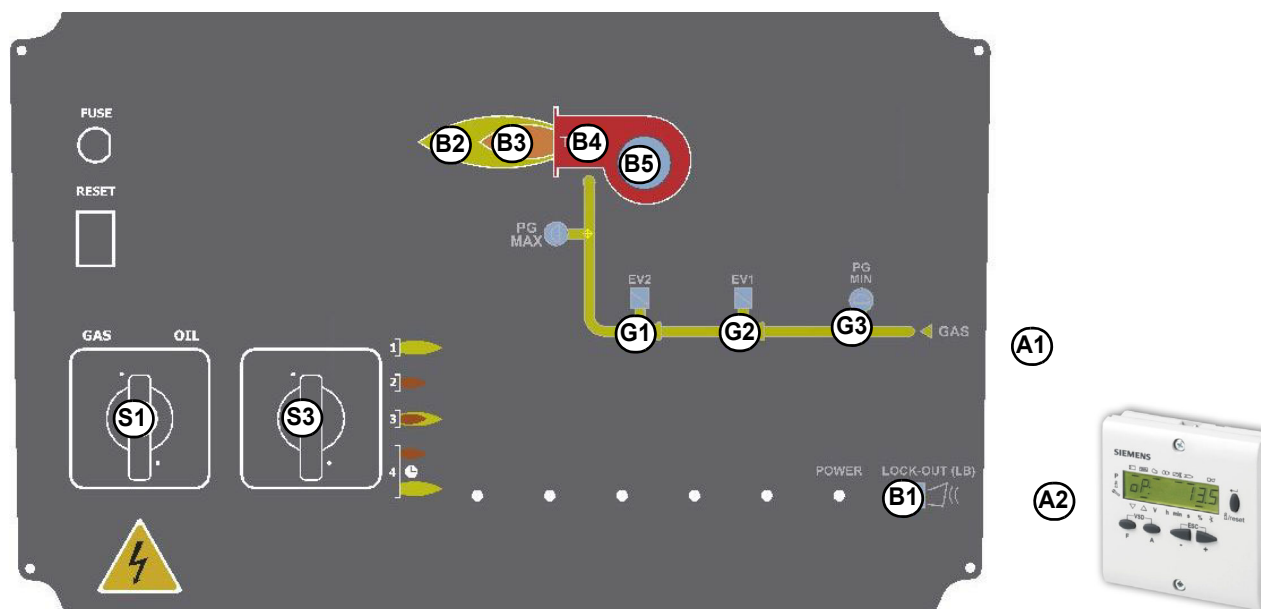 FUSE
RESET
B2
B3
B4
B5
PG
MAX
EV2
EV1
PG
MIN
G1
G2
G3
GAS
A1
GAS
OIL
S1
S3
1
2
3
4
POWER
LOCK-OUT (LB)
B1
A2
SIEMENS
oP:
13.5
V h min s %
/reset
VSD
F
A
ESC
-
+